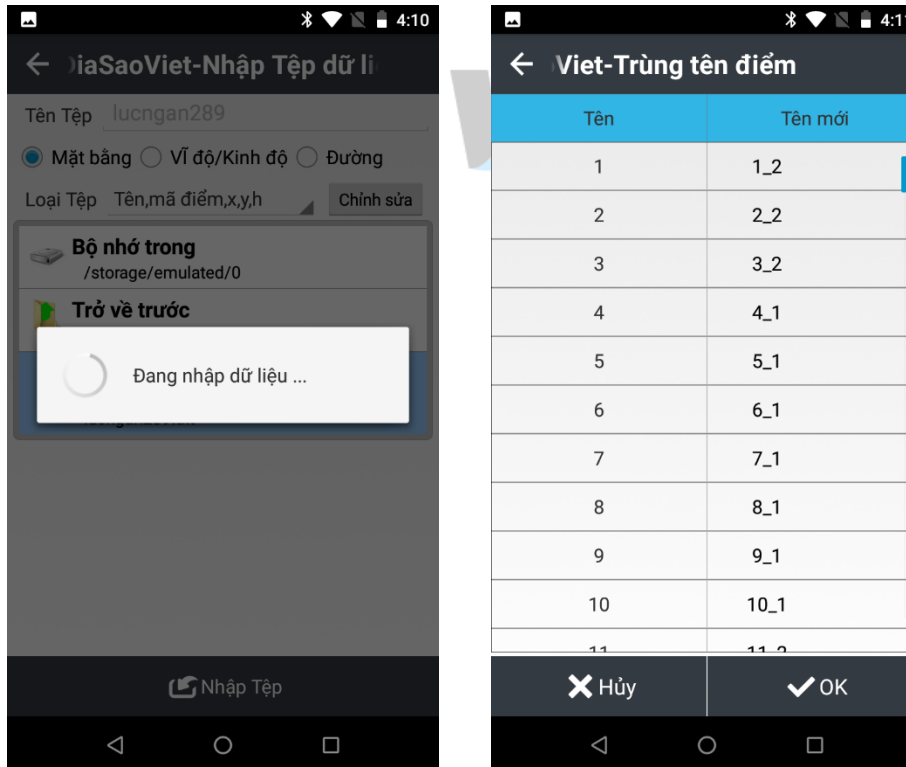 4:10
DiaSaoViet-Nhập Tệp dữ li
Tên Tệp lucngan289
Mặt bằng VĨ độ/Kinh độ Đường
Loại Tệp Tên,mã điểm,x,y,h Chỉnh sửa
Bộ nhớ trong
/storage/emulated/0
Trở về trước
Đang nhập dữ liệu ...
Nhập Tệp
4:11
Viet-Trùng tên điểm
Tên Tên mới
1 1_2
2 2_2
3 3_2
4 4_1
5 5_1
6 6_1
7 7_1
8 8_1
9 9_1
10 10_1
11 11_2
Hủy OK